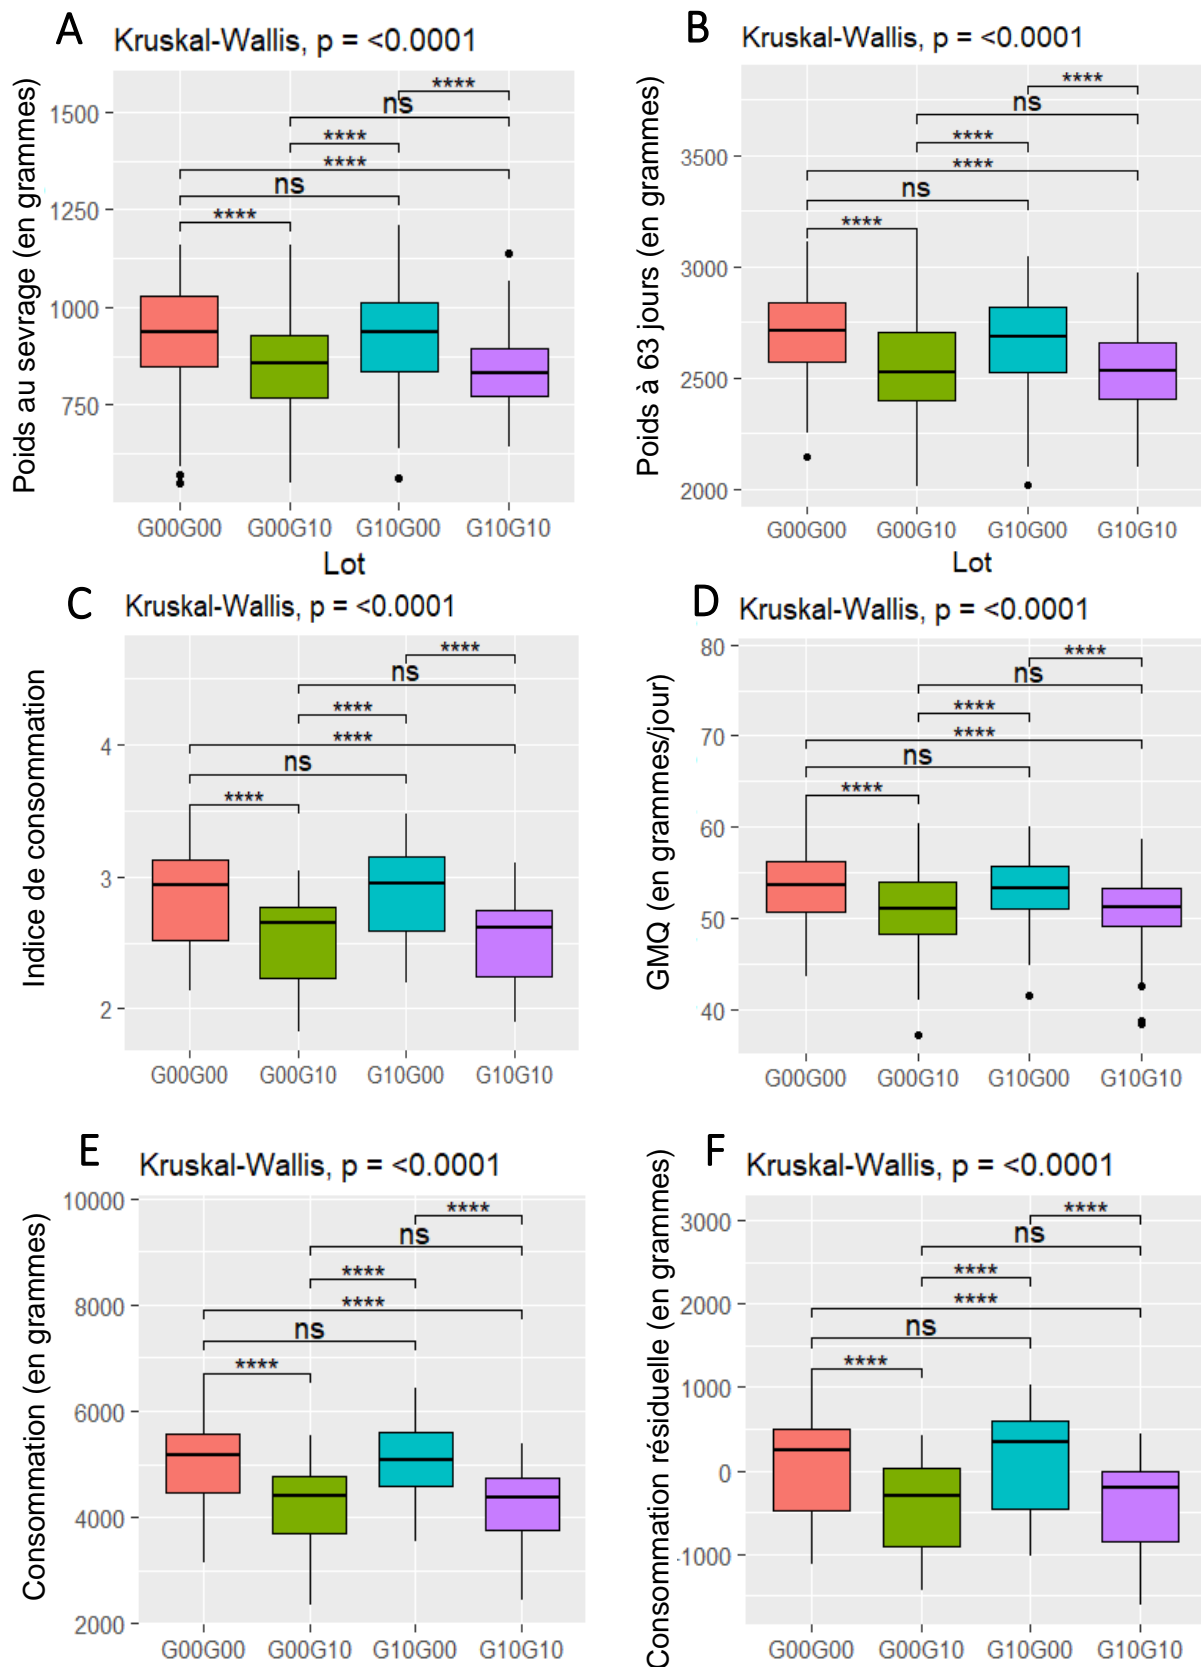 A
Kruskal-Wallis, p = <0.0001
Poids au sevrage (en grammes)
1500
1250
1000
750
****
ns
****
****
ns
****
G00G00 G00G10 G10G00 G10G10
Lot
B
Kruskal-Wallis, p = <0.0001
Poids à 63 jours (en grammes)
3500
3000
2500
2000
****
ns
****
****
ns
****
G00G00 G00G10 G10G00 G10G10
Lot
C
Kruskal-Wallis, p = <0.0001
Indice de consommation
4
3
2
****
ns
****
****
ns
****
G00G00 G00G10 G10G00 G10G10
D
Kruskal-Wallis, p = <0.0001
GMQ (en grammes/jour)
80
70
60
50
40
****
ns
****
****
ns
****
G00G00 G00G10 G10G00 G10G10
E
Kruskal-Wallis, p = <0.0001
Consommation (en grammes)
10000
8000
6000
4000
2000
****
ns
****
****
ns
****
G00G00 G00G10 G10G00 G10G10
F
Kruskal-Wallis, p = <0.0001
Consommation résiduelle (en grammes)
3000
2000
1000
0
-1000
****
ns
****
****
ns
****
G00G00 G00G10 G10G00 G10G10